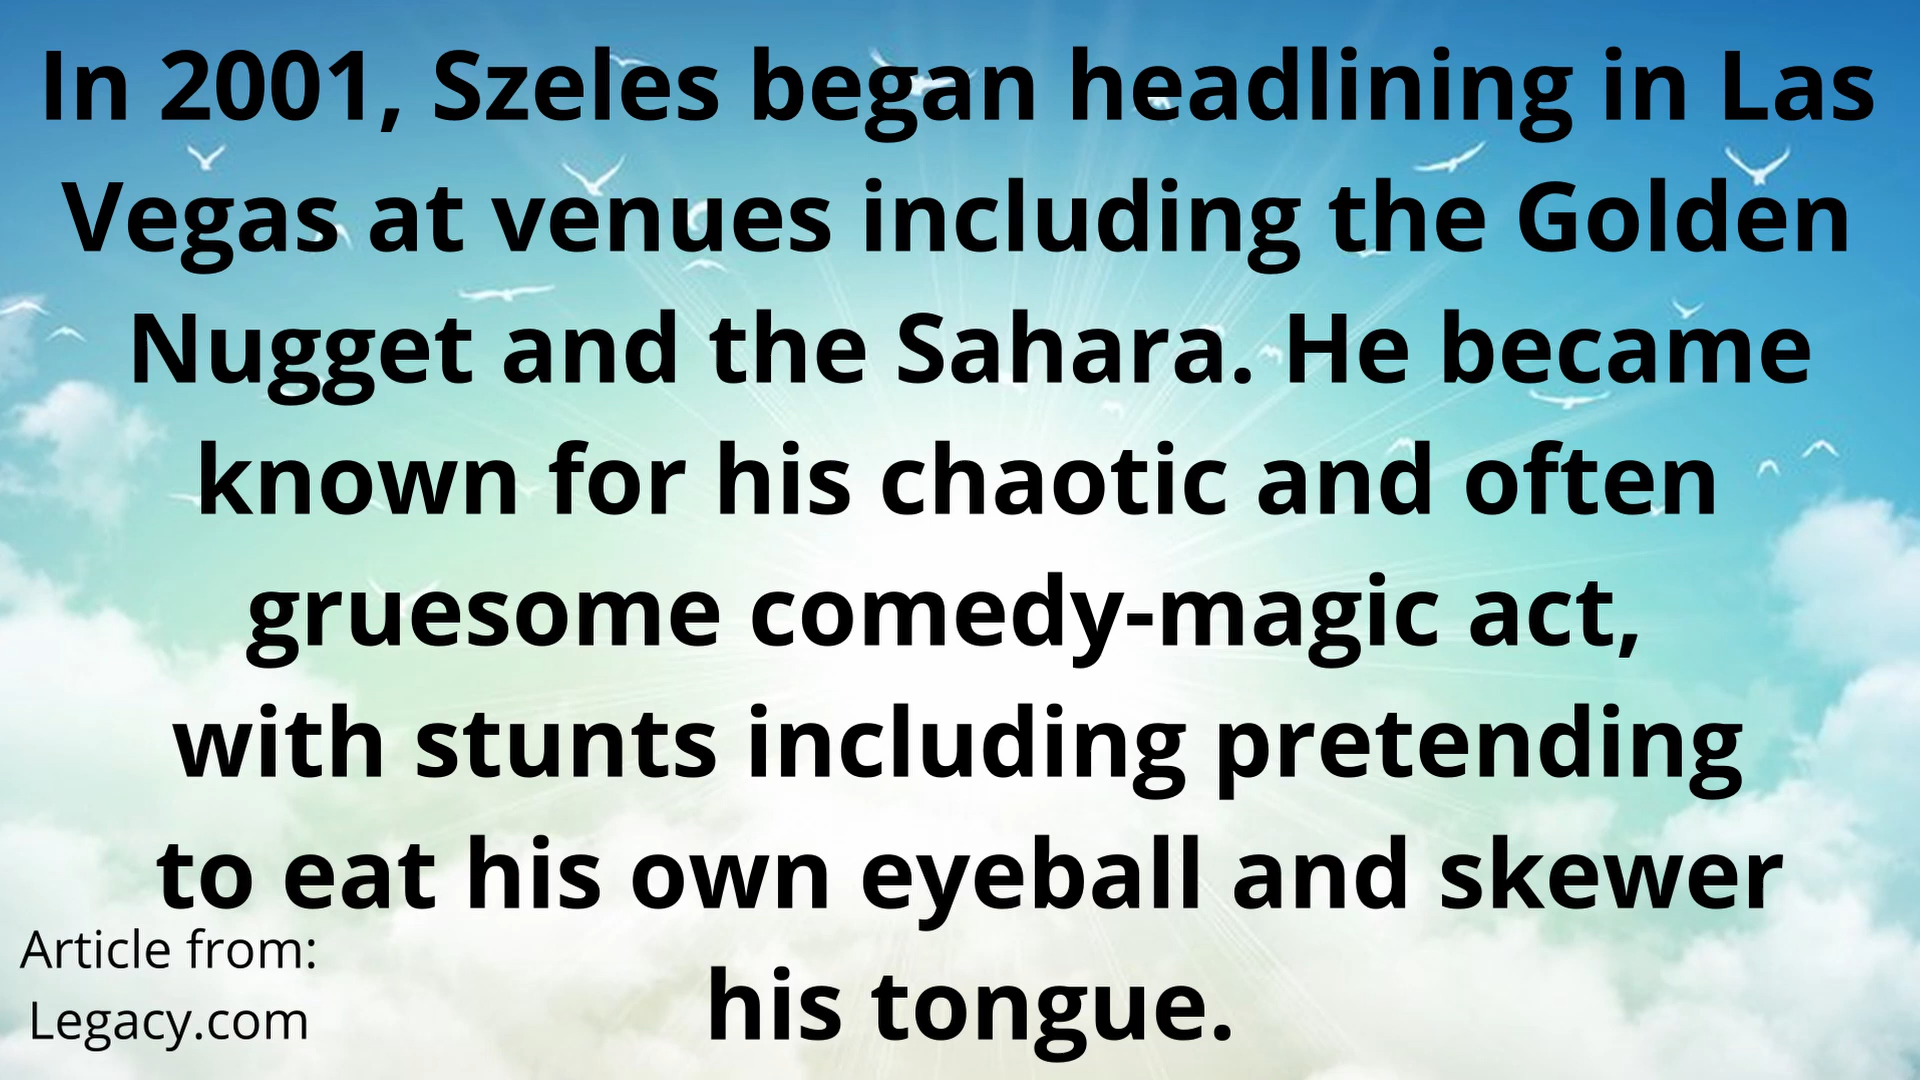 In 2001, Szeles began headlining in Las
Vegas at venues including the Golden
Nugget and the Sahara. He became
known for his chaotic and often
gruesome comedy-magic act,
with stunts including pretending
to eat his own eyeball and skewer
his tongue.
Article from:
Legacy.com